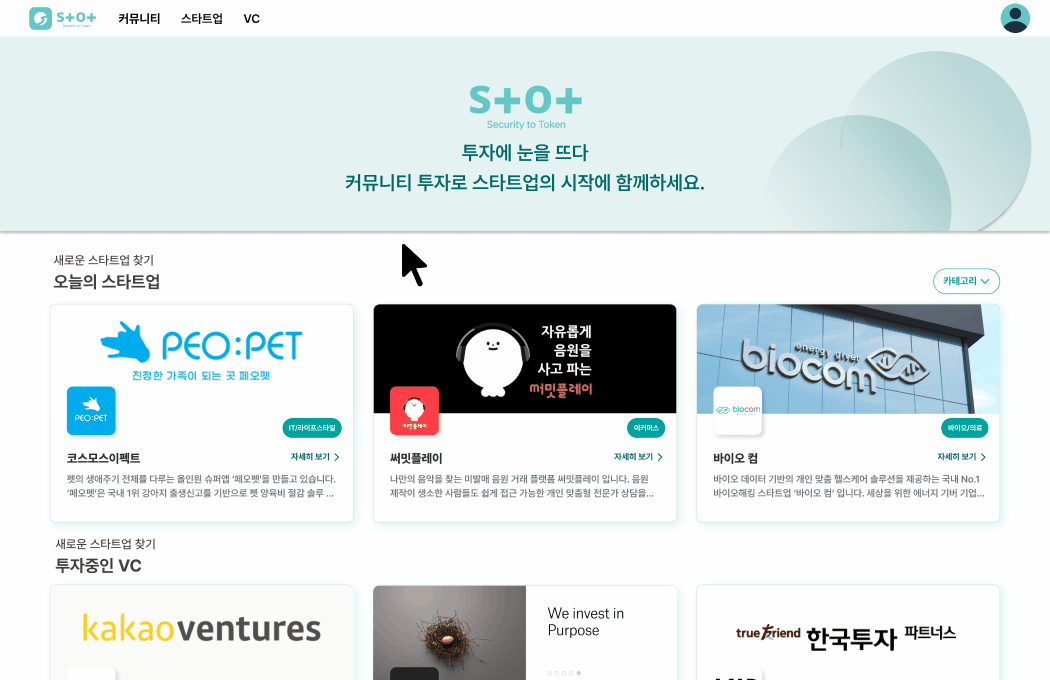 S+O+
Security to Token
커뮤니티
스타트업
VC
S+O+
Security to Token
투자에 눈을 뜨다
커뮤니티 투자로 스타트업의 시작에 함께하세요.
새로운 스타트업 찾기
오늘의 스타트업
카테고리
PEO:PET
진정한 가족이 되는 곳 페오펫
PEO:PET
IT/라이프스타일
코스모스이펙트
자세히 보기
펫의 생애주기 전체를 다루는 올인원 슈퍼앱 '페오펫'을 만들고 있습니다.
'페오펫'은 국내 1위 강아지 출생신고를 기반으로 펫 양육비 절감 솔루 ...
자유롭게
음원을
사고 파는
써밋플레이
써밋플레이
이커머스
써밋플레이
자세히 보기
나만의 음악을 찾는 미발매 음원 거래 플랫폼 써밋플레이 입니다. 음원
제작이 생소한 사람들도 쉽게 접근 가능한 개인 맞춤형 전문가 상담을...
energy giver
biocom
biocom
바이오/의료
바이오 컴
자세히 보기
바이오 데이터 기반의 개인 맞춤 헬스케어 솔루션을 제공하는 국내 No.1
바이오해킹 스타트업 '바이오 컴' 입니다. 세상을 위한 에너지 기버 기업...
새로운 스타트업 찾기
투자중인 VC
kakaoventures
We invest in
Purpose
true Friend 한국투자 파트너스